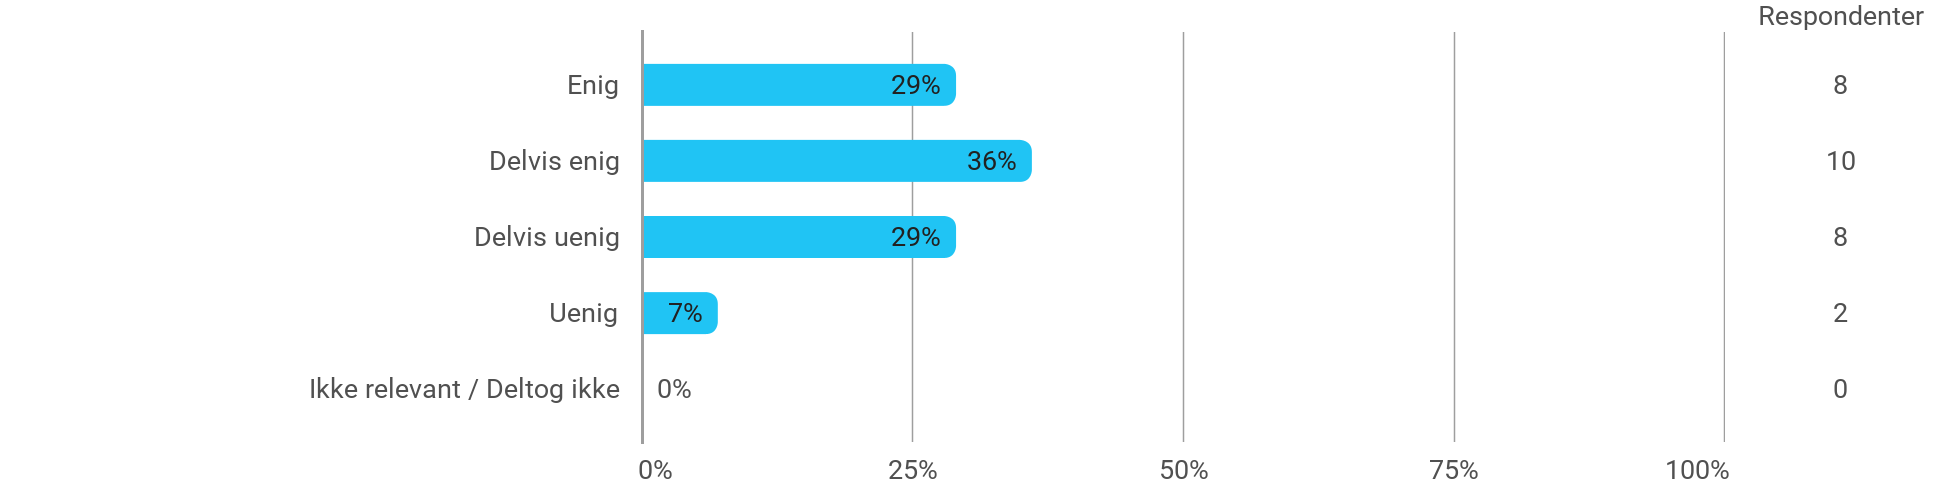 Respondenter
Enig 29% 8
Delvis enig 36% 10
Delvis uenig 29% 8
Uenig 7% 2
Ikke relevant / Deltog ikke 0% 0
0% 25% 50% 75% 100%